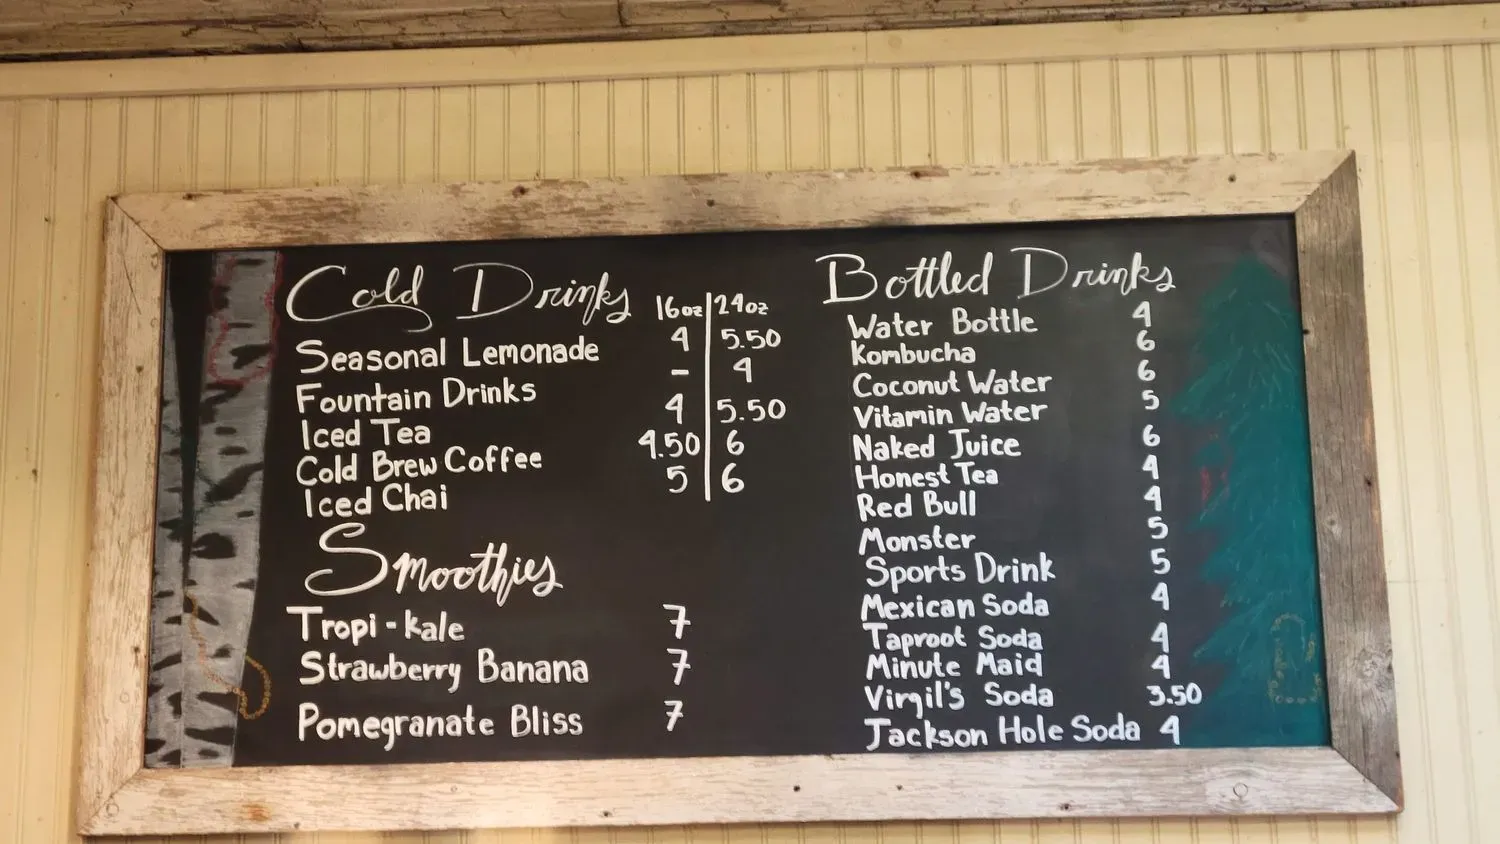 Cold Drinks 16oz 24oz
Seasonal Lemonade 4 5.50
Fountain Drinks - 4
Iced Tea 4 5.50
Cold Brew Coffee 4.50 6
Iced Chai 5 6
Smoothies
Tropi-kale 7
Strawberry Banana 7
Pomegranate Bliss 7
Bottled Drinks
Water Bottle 4
Kombucha 6
Coconut Water 6
Vitamin Water 5
Naked Juice 6
Honest Tea 4
Red Bull 4
Monster 5
Sports Drink 5
Mexican Soda 4
Taproot Soda 4
Minute Maid 4
Virgil's Soda 3.50
Jackson Hole Soda 4